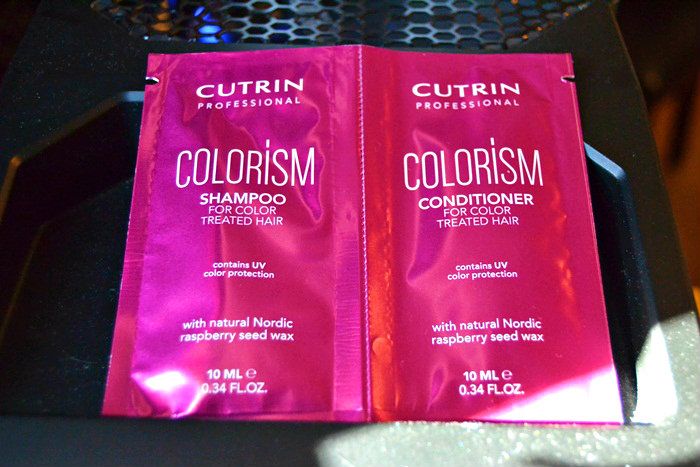 CUTRIN
PROFESSIONAL
COLORiSM
SHAMPOO
FOR COLOR
TREATED HAIR
contains UV
color protection
with natural Nordic
raspberry seed wax
10 ML ℮
0.34 FL.OZ.
CUTRIN
PROFESSIONAL
COLORiSM
CONDITIONER
FOR COLOR
TREATED HAIR
contains UV
color protection
with natural Nordic
raspberry seed wax
10 ML ℮
0.34 FL.OZ.